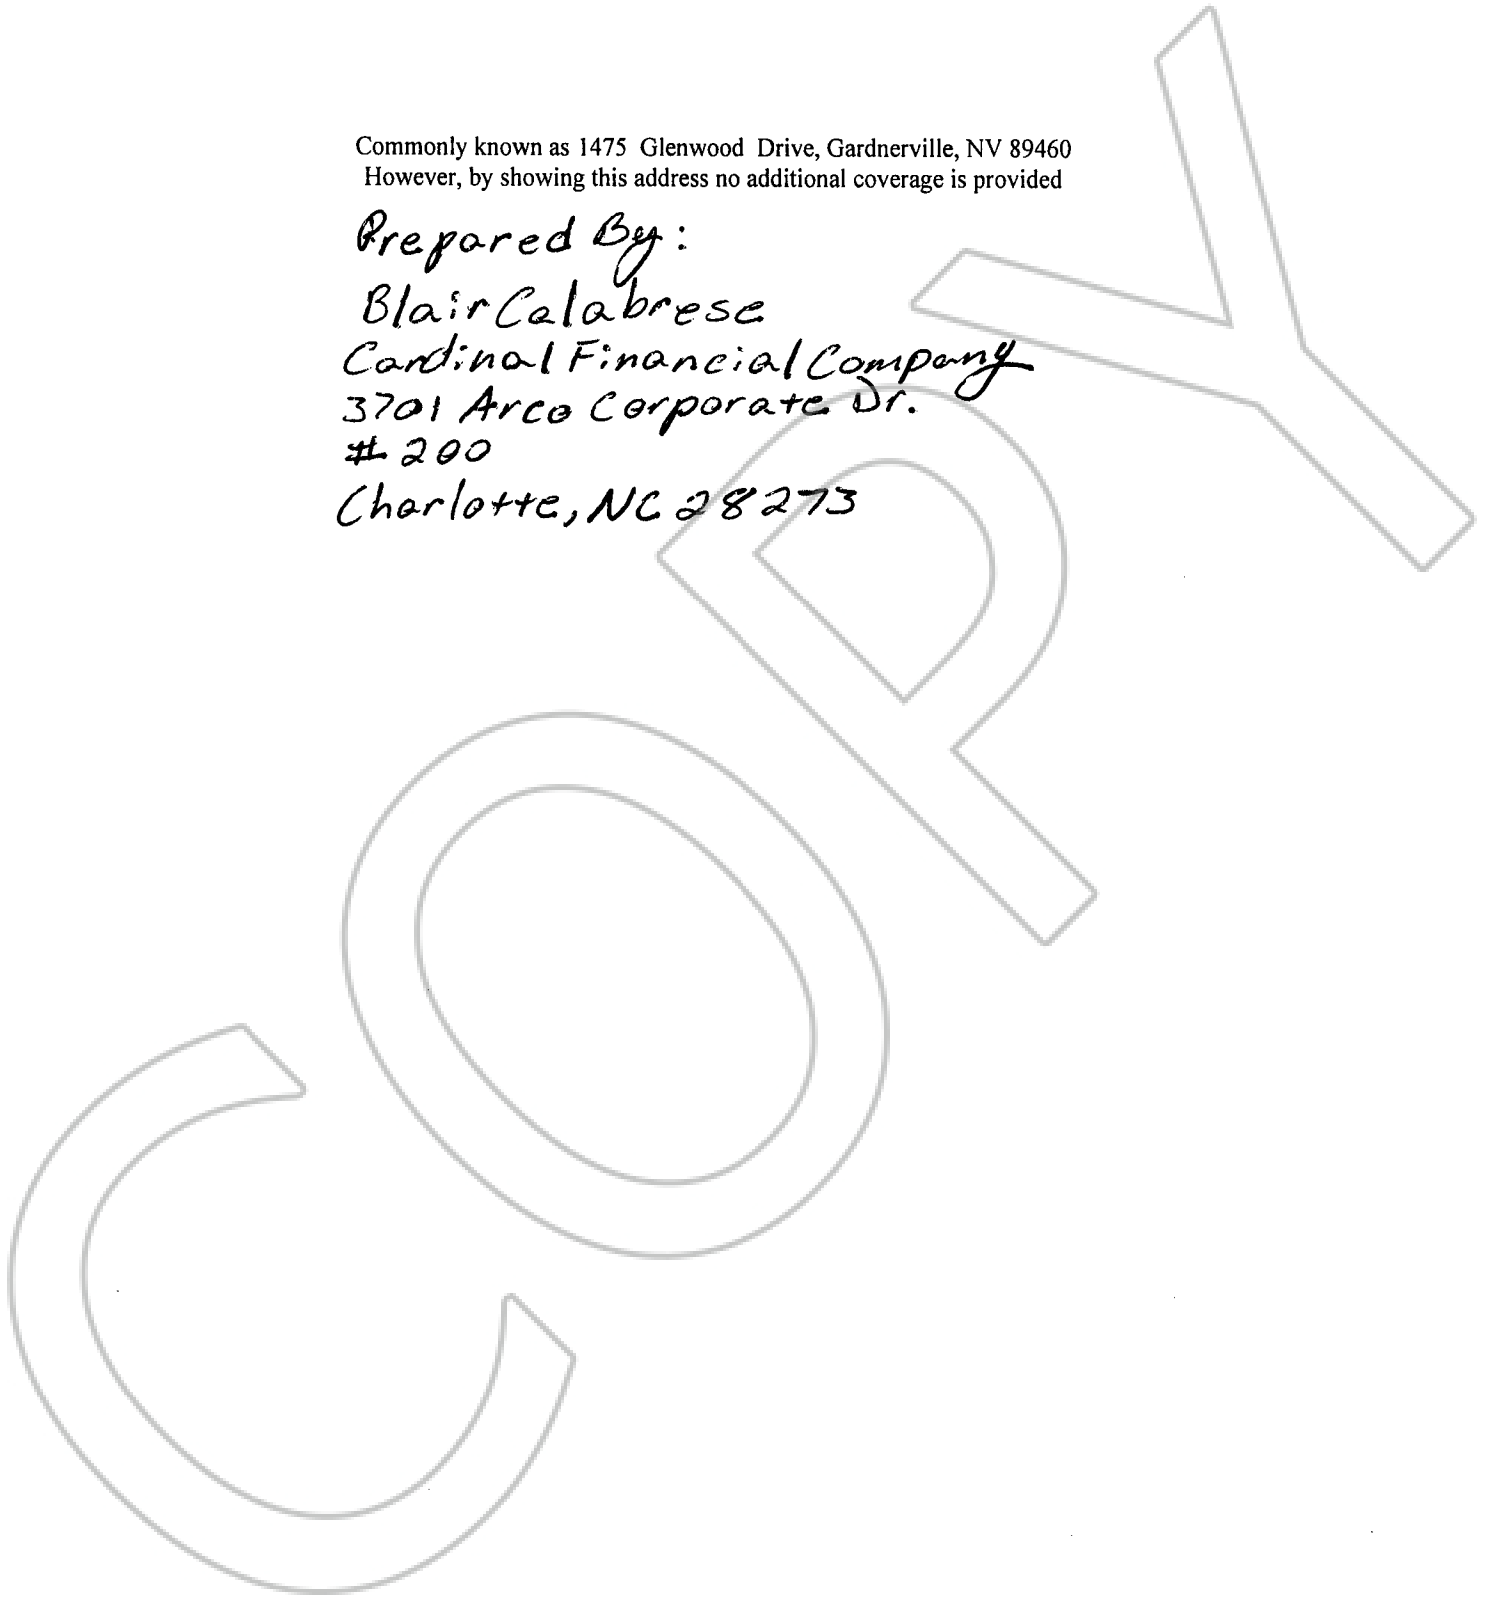 Commonly known as 1475 Glenwood Drive, Gardnerville, NV 89460
However, by showing this address no additional coverage is provided
Prepared By:
Blair Calabrese
Cardinal Financial Company
3701 Arco Corporate Dr.
# 200
Charlotte, NC 28273
COPY